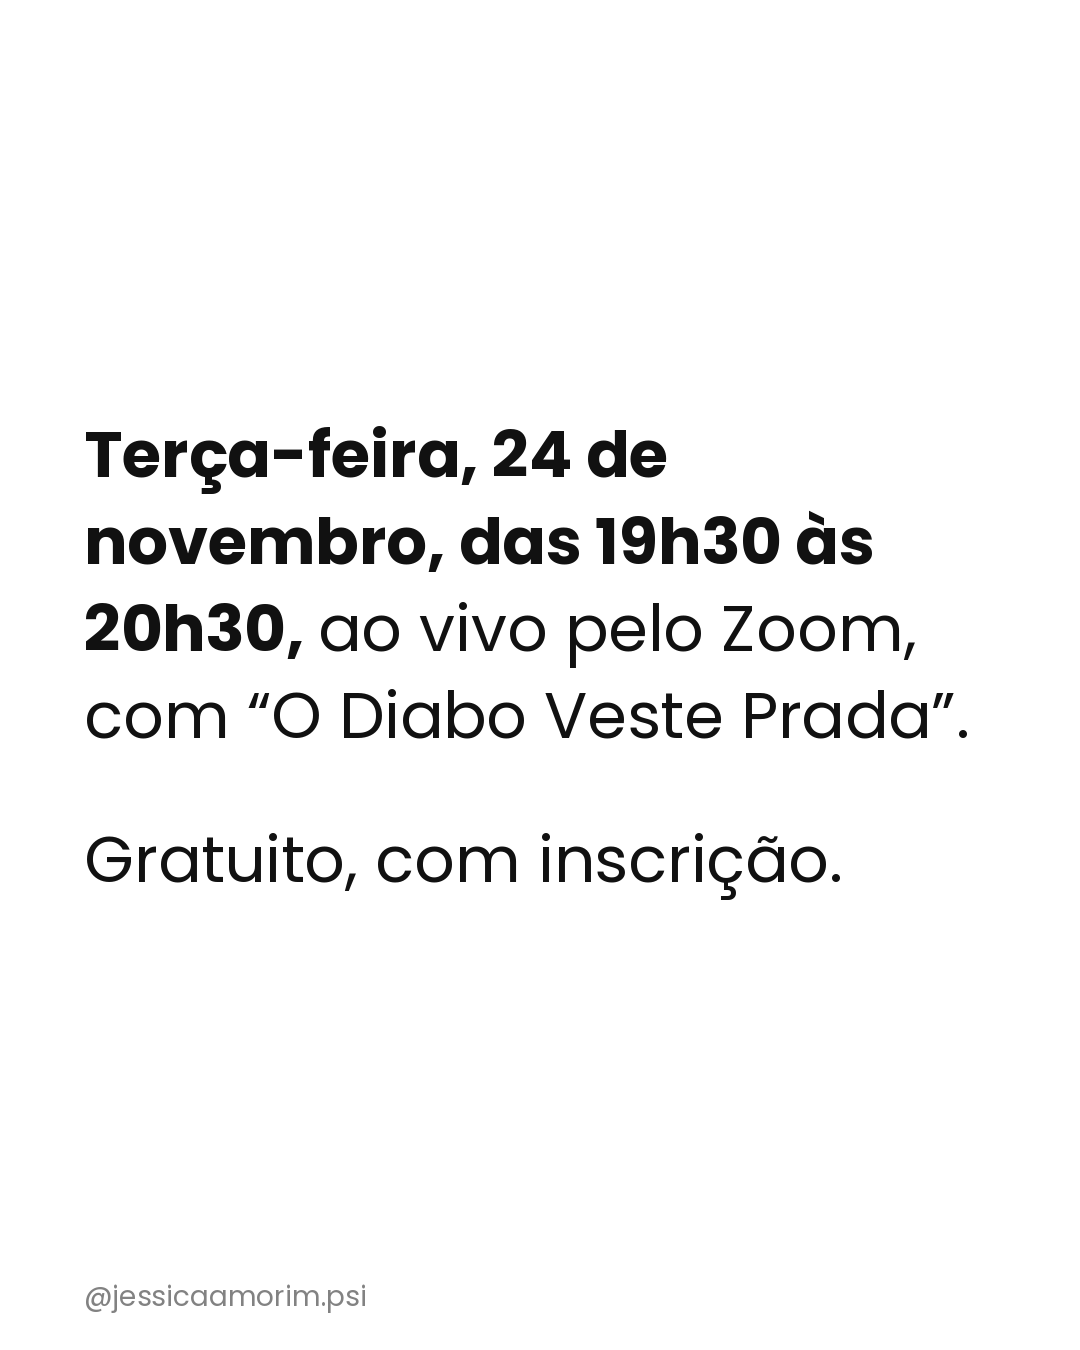 Terça-feira, 24 de
novembro, das 19h30 às
20h30, ao vivo pelo Zoom,
com “O Diabo Veste Prada”.
Gratuito, com inscrição.
@jessicaamorim.psi